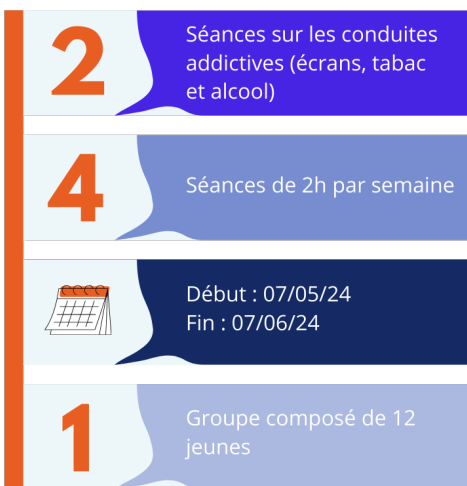 2
Séances sur les conduites
addictives (écrans, tabac
et alcool)
4
Séances de 2h par semaine
Début : 07/05/24
Fin : 07/06/24
1
Groupe composé de 12
jeunes